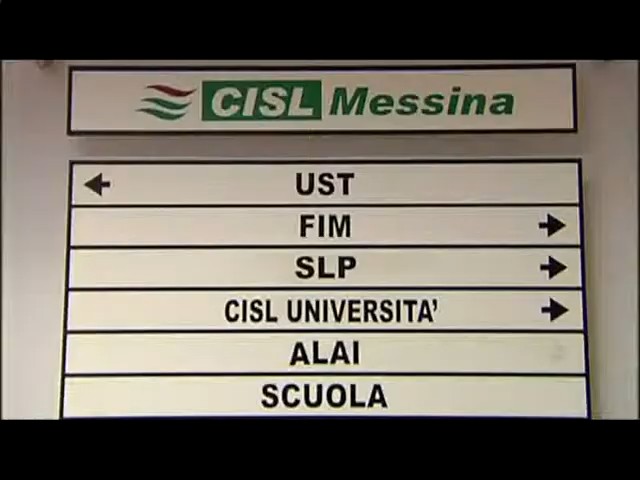 CISL Messina
UST
FIM
SLP
CISL UNIVERSITA'
ALAI
SCUOLA